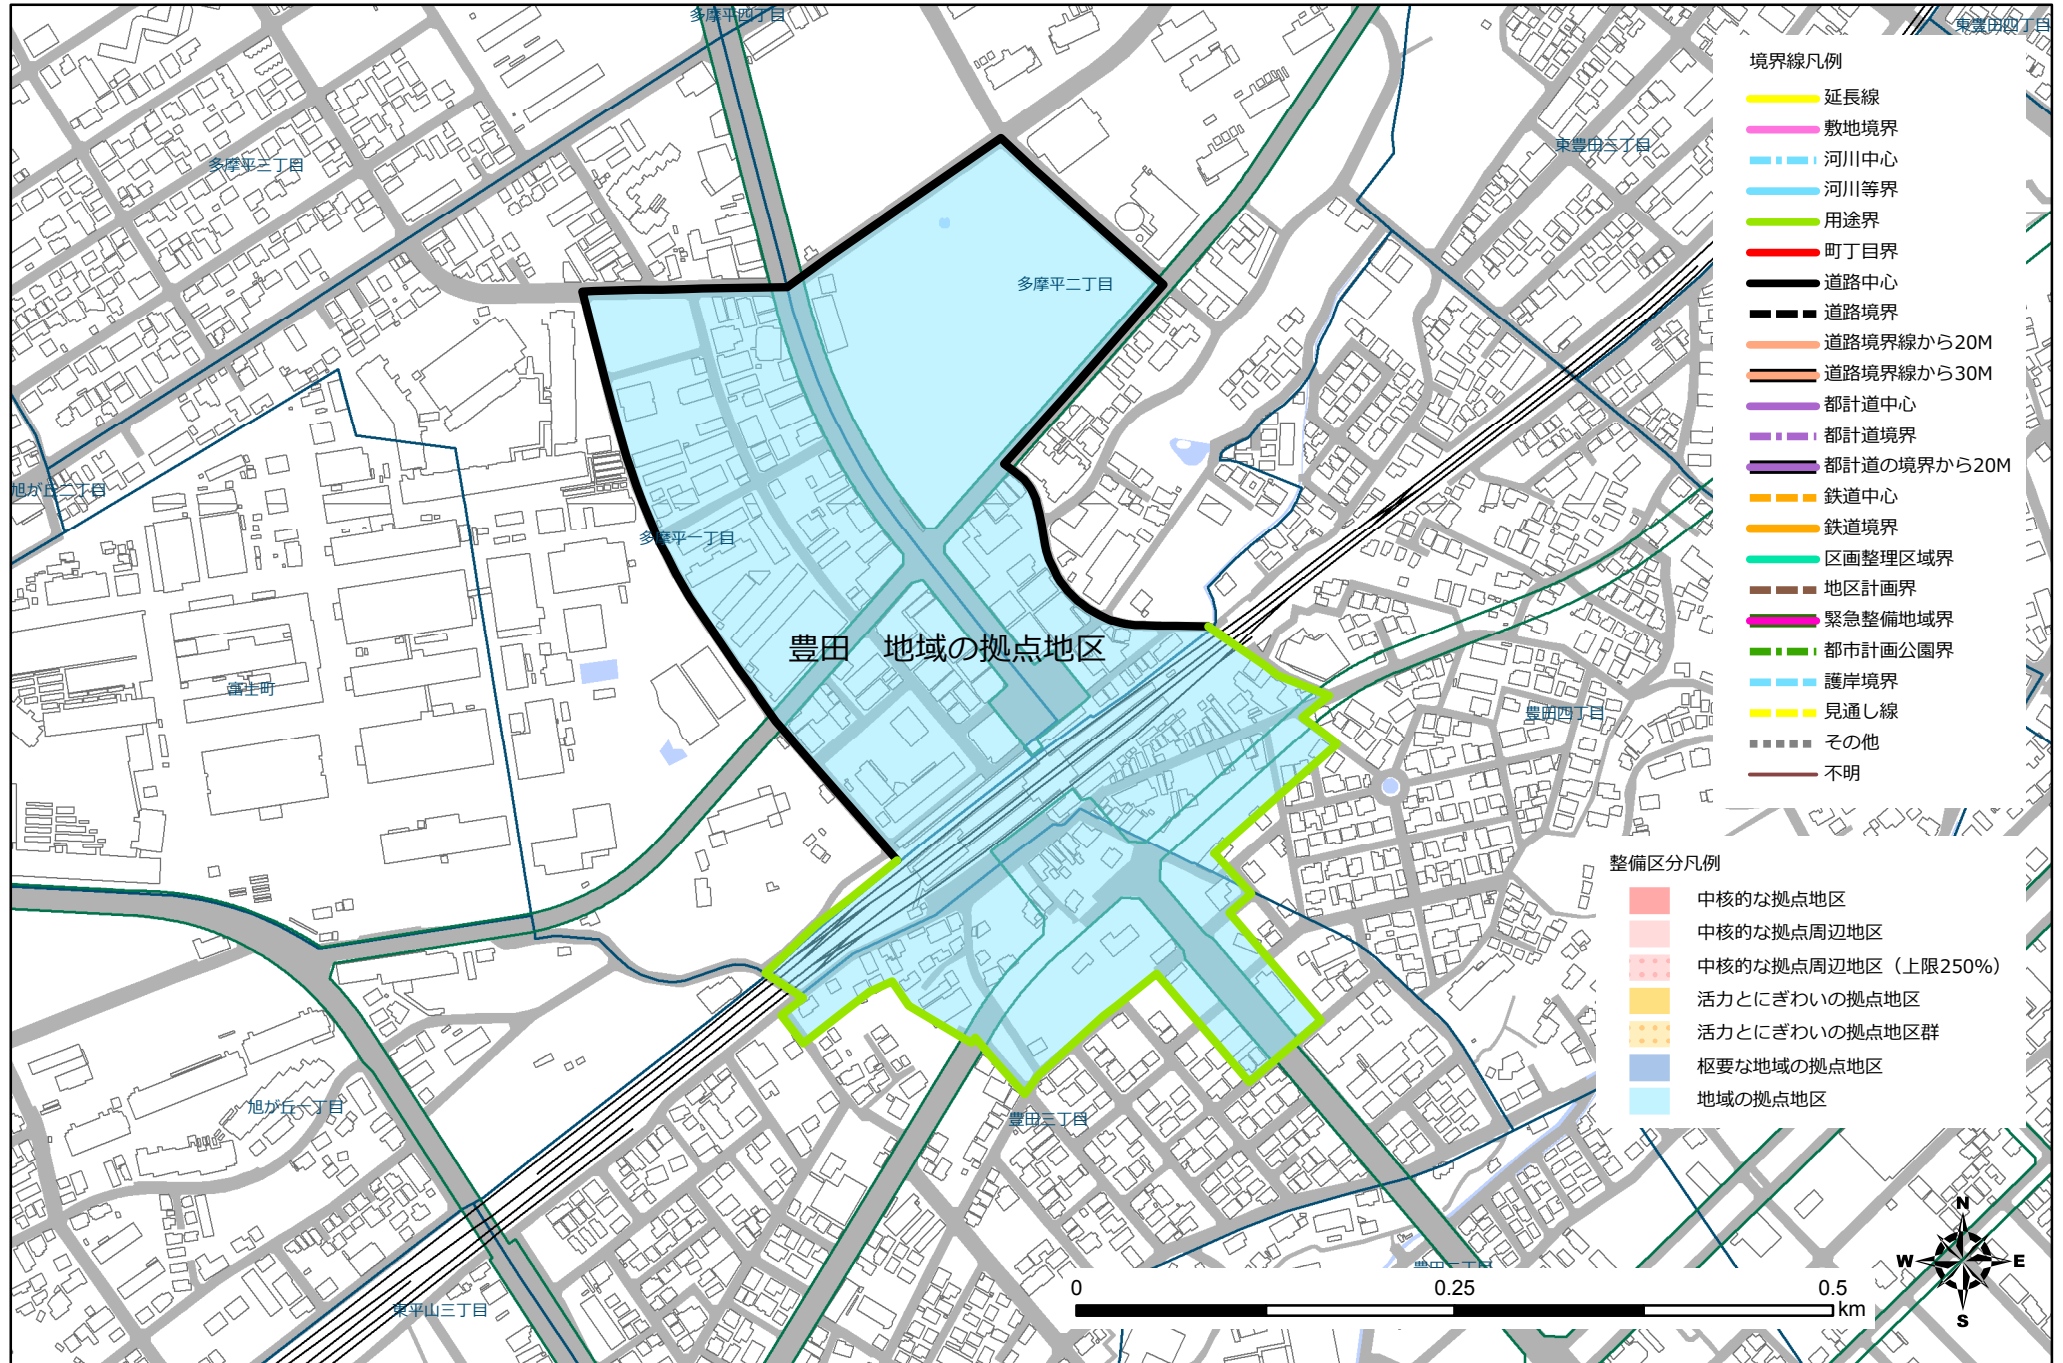 多摩平四丁目
東豊田四丁目
多摩平三丁目
東豊田三丁目
多摩平二丁目
旭が丘二丁目
多摩平一丁目
豊田 地域の拠点地区
富士町
豊田四丁目
旭が丘一丁目
豊田三丁目
豊田二丁目
東平山三丁目
境界線凡例
延長線
敷地境界
河川中心
河川等界
用途界
町丁目界
道路中心
道路境界
道路境界線から20M
道路境界線から30M
都計道中心
都計道境界
都計道の境界から20M
鉄道中心
鉄道境界
区画整理区域界
地区計画界
緊急整備地域界
都市計画公園界
護岸境界
見通し線
その他
不明
整備区分凡例
中核的な拠点地区
中核的な拠点周辺地区
中核的な拠点周辺地区（上限250%）
活力とにぎわいの拠点地区
活力とにぎわいの拠点地区群
枢要な地域の拠点地区
地域の拠点地区
N
W E
S
0 0.25 0.5
km